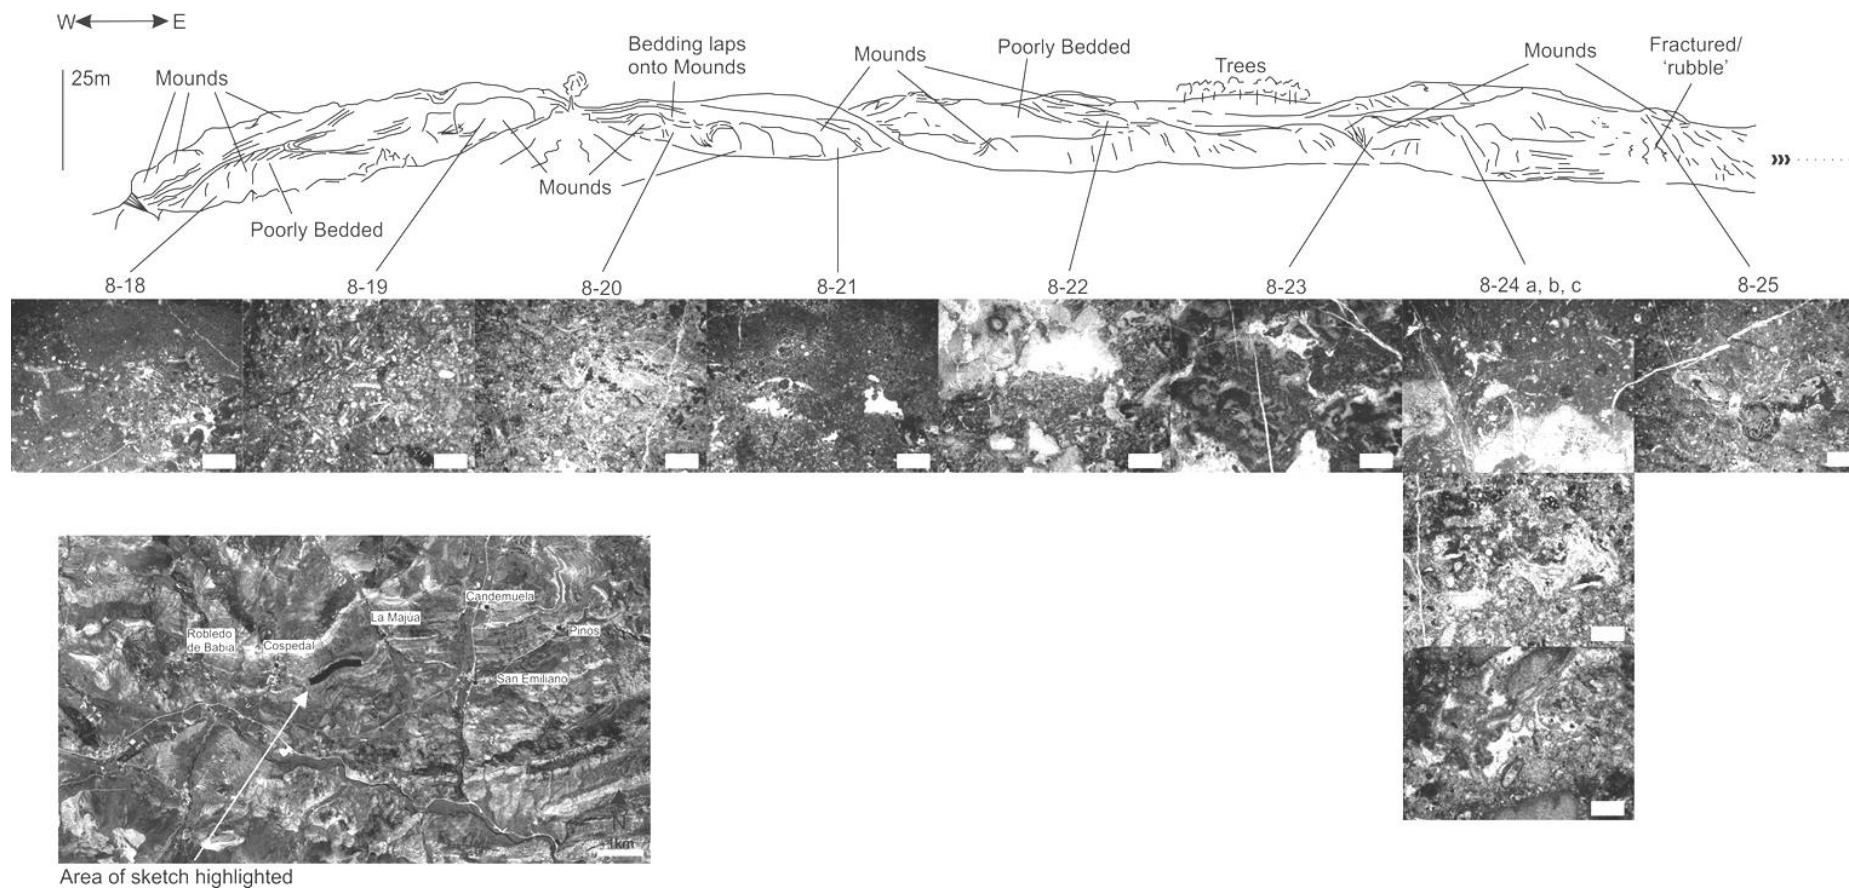 W E
25m
Mounds
Bedding laps
onto Mounds
Mounds
Poorly Bedded
Trees
Mounds
Fractured/
'rubble'
Poorly Bedded
Mounds
8-18
8-19
8-20
8-21
8-22
8-23
8-24 a, b, c
8-25
Candemuela
La Majúa
Pinos
Robledo
de Babia
Cospedal
San Emiliano
N
1km
Area of sketch highlighted